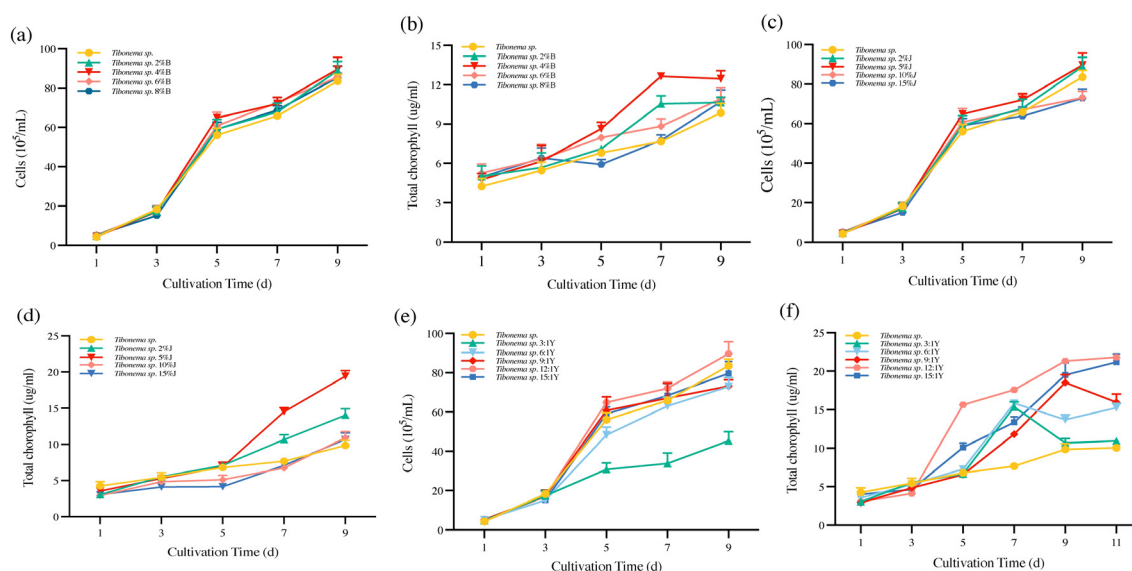 (a)
Tibonema sp.
Tibonema sp. 2%B
Tibonema sp. 4%B
Tibonema sp. 6%B
Tibonema sp. 8%B
100
80
60
40
20
0
Cells (10⁵/mL)
1 3 5 7 9
Cultivation Time (d)
(b)
Tibonema sp.
Tibonema sp. 2%B
Tibonema sp. 4%B
Tibonema sp. 6%B
Tibonema sp. 8%B
15
12
9
6
3
0
Total chorophyll (ug/ml)
1 3 5 7 9
Cultivation Time (d)
(c)
Tibonema sp.
Tibonema sp. 2%J
Tibonema sp. 5%J
Tibonema sp. 10%J
Tibonema sp. 15%J
100
80
60
40
20
0
Cells (10⁵/mL)
1 3 5 7 9
Cultivation Time (d)
(d)
Tibonema sp.
Tibonema sp. 2%J
Tibonema sp. 5%J
Tibonema sp. 10%J
Tibonema sp. 15%J
25
20
15
10
5
0
Total chorophyll (ug/ml)
1 3 5 7 9
Cultivation Time (d)
(e)
Tibonema sp.
Tibonema sp. 3:1Y
Tibonema sp. 6:1Y
Tibonema sp. 9:1Y
Tibonema sp. 12:1Y
Tibonema sp. 15:1Y
100
80
60
40
20
0
Cells (10⁵/mL)
1 3 5 7 9
Cultivation Time (d)
(f)
Tibonema sp.
Tibonema sp. 3:1Y
Tibonema sp. 6:1Y
Tibonema sp. 9:1Y
Tibonema sp. 12:1Y
Tibonema sp. 15:1Y
25
20
15
10
5
0
Total chorophyll (ug/ml)
1 3 5 7 9 11
Cultivation Time (d)